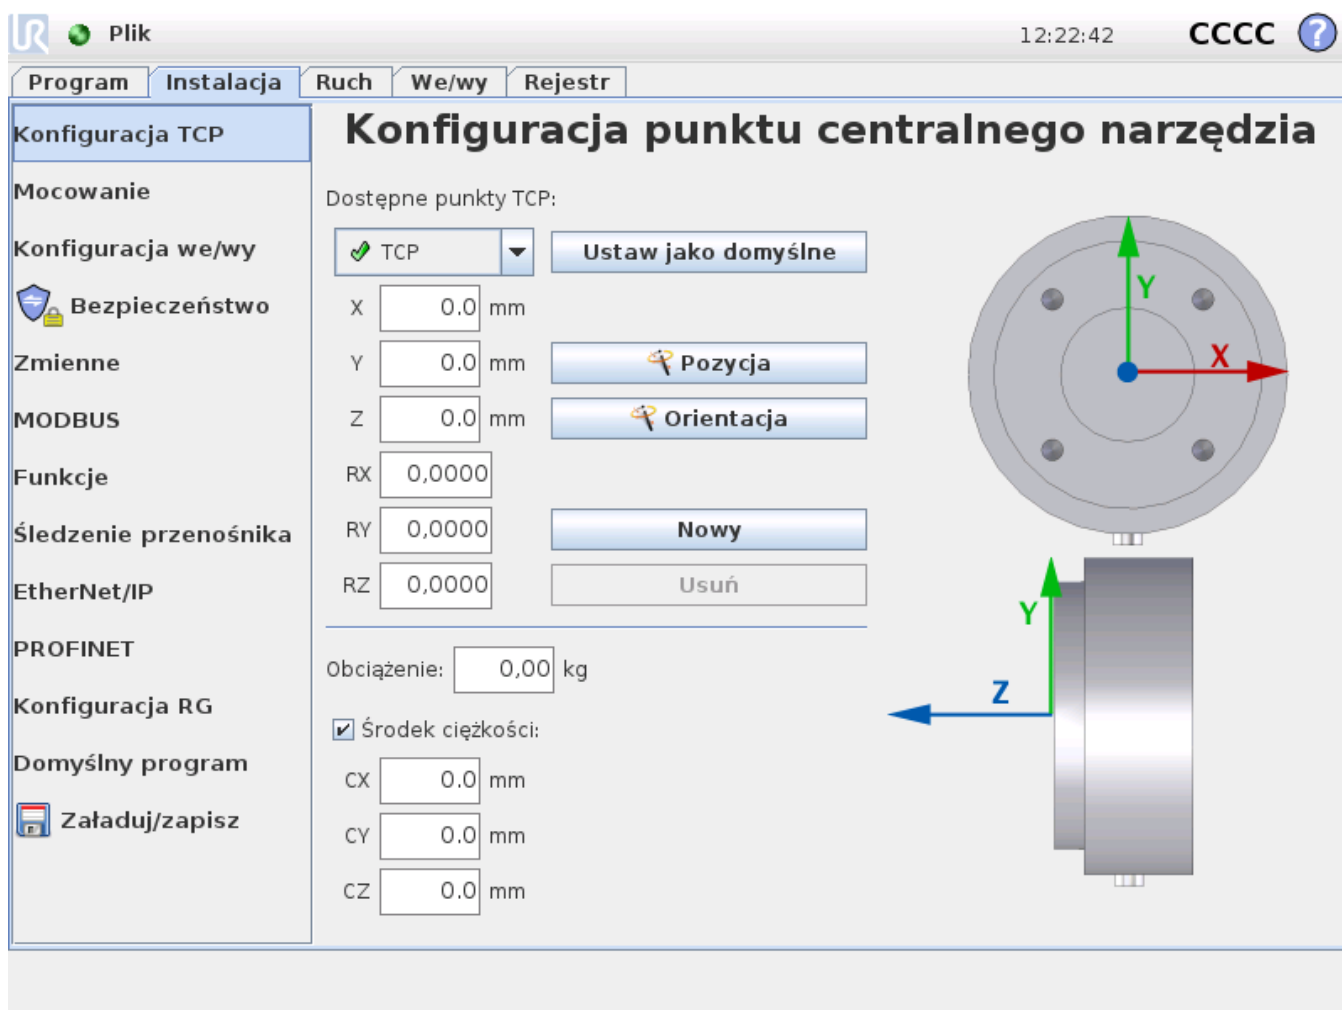 UR Plik 12:22:42 CCCC ?
Program Instalacja Ruch We/wy Rejestr
Konfiguracja TCP
Mocowanie
Konfiguracja we/wy
Bezpieczeństwo
Zmienne
MODBUS
Funkcje
Śledzenie przenośnika
EtherNet/IP
PROFINET
Konfiguracja RG
Domyślny program
Załaduj/zapisz
Konfiguracja punktu centralnego narzędzia
Dostępne punkty TCP:
TCP Ustaw jako domyślne
X 0.0 mm
Y 0.0 mm Pozycja
Z 0.0 mm Orientacja
RX 0,0000
RY 0,0000 Nowy
RZ 0,0000 Usuń
Obciążenie: 0,00 kg
Środek ciężkości:
CX 0.0 mm
CY 0.0 mm
CZ 0.0 mm
Y
X
Y
Z